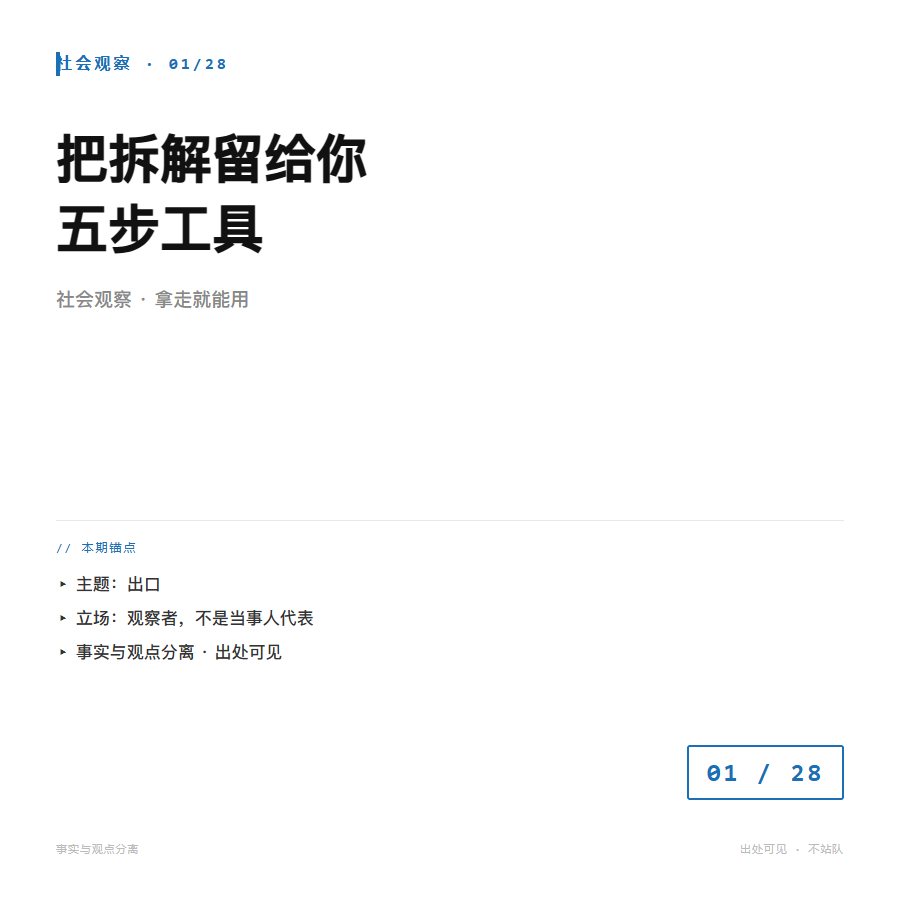 社会观察 · 01/28
把拆解留给你
五步工具
社会观察 · 拿走就能用
// 本期锚点
▸ 主题：出口
▸ 立场：观察者，不是当事人代表
▸ 事实与观点分离 · 出处可见
01 / 28
事实与观点分离
出处可见 · 不站队